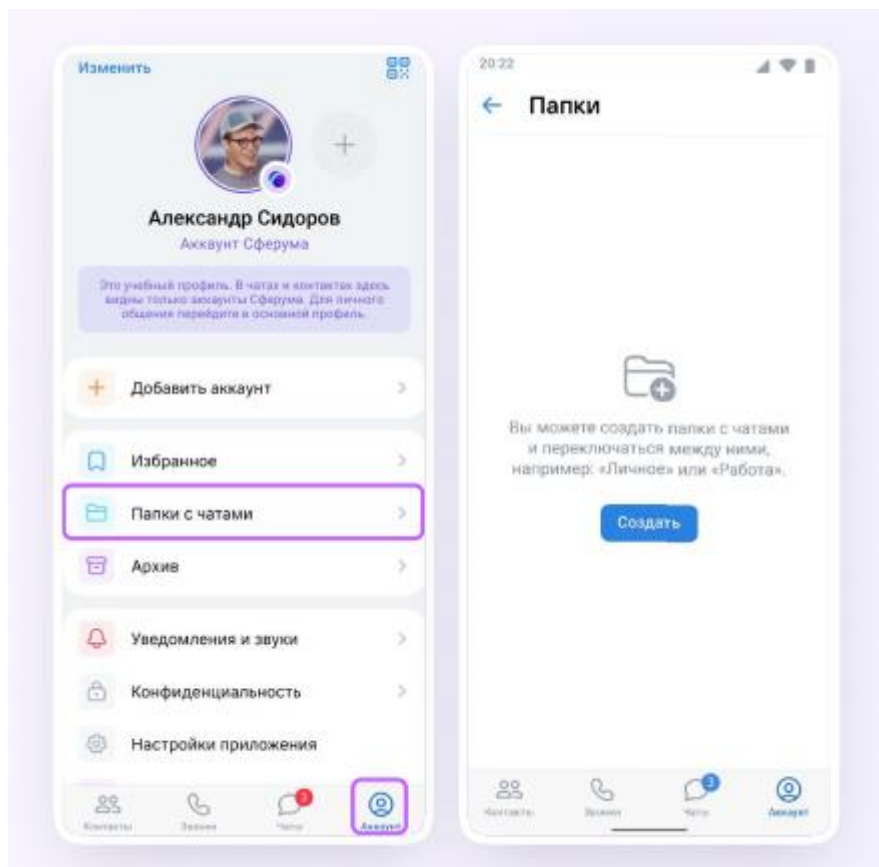 Изменить
Александр Сидоров
Аккаунт Сферума
Это учебный профиль. В чатах и контактах здесь
видны только аккаунты Сферума. Для личного
общения перейдите в основной профиль.
Добавить аккаунт
Избранное
Папки с чатами
Архив
Уведомления и звуки
Конфиденциальность
Настройки приложения
3
Контакты
Звонки
Чаты
Аккаунт
20:22
Папки
Вы можете создать папки с чатами
и переключаться между ними,
например: «Личное» или «Работа».
Создать
3
Контакты
Звонки
Чаты
Аккаунт